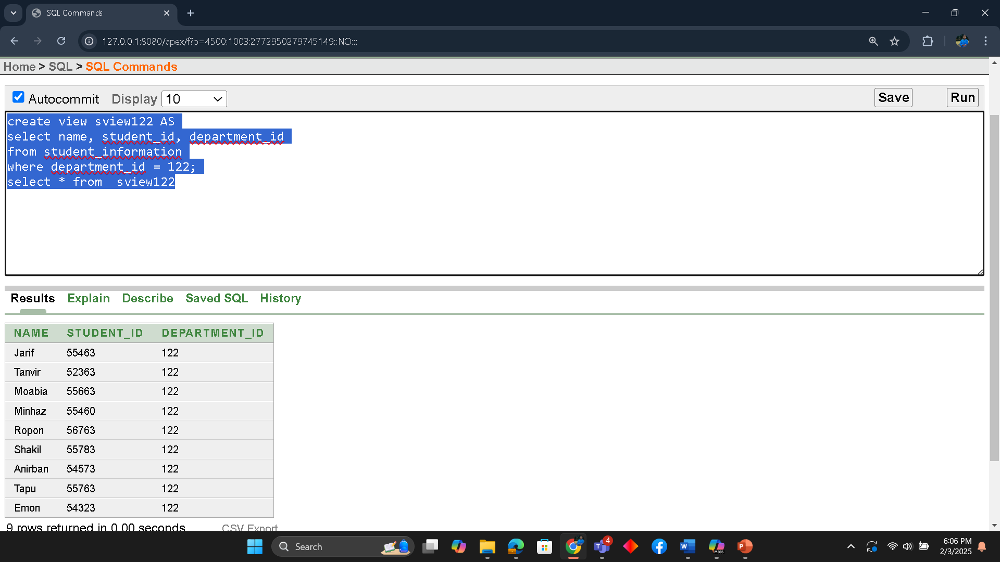 SQL Commands
127.0.0.1:8080/apex/f?p=4500:1003:2772950279745149::NO:::
Home > SQL > SQL Commands
Autocommit Display 10 Save Run
create view sview122 AS
select name, student_id, department_id
from student_information
where department_id = 122;
select * from  sview122
Results Explain Describe Saved SQL History
NAME STUDENT_ID DEPARTMENT_ID
Jarif 55463 122
Tanvir 52363 122
Moabia 55663 122
Minhaz 55460 122
Ropon 56763 122
Shakil 55783 122
Anirban 54573 122
Tapu 55763 122
Emon 54323 122
9 rows returned in 0.00 seconds CSV Export
Search 4 T W M365 P 6:06 PM
2/3/2025